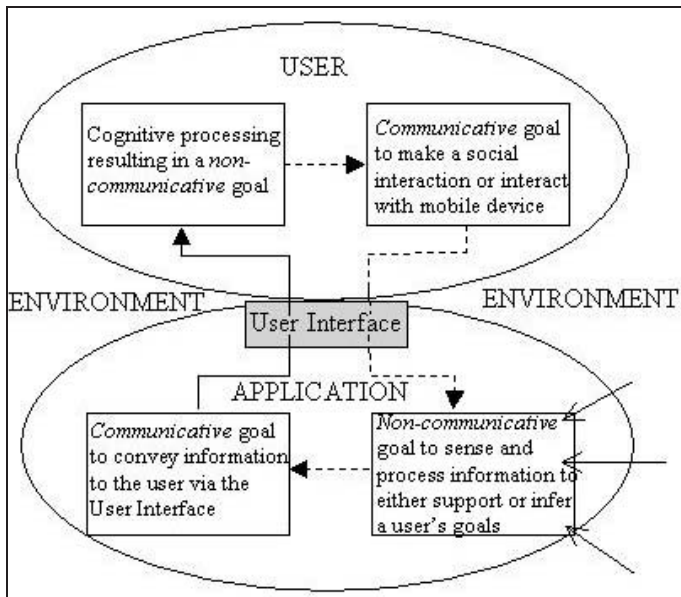 USER
Cognitive processing
resulting in a non-
communicative goal
Communicative goal
to make a social
interaction or interact
with mobile device
ENVIRONMENT
ENVIRONMENT
User Interface
APPLICATION
Communicative goal
to convey information
to the user via the
User Interface
Non-communicative
goal to sense and
process information to
either support or infer
a user's goals